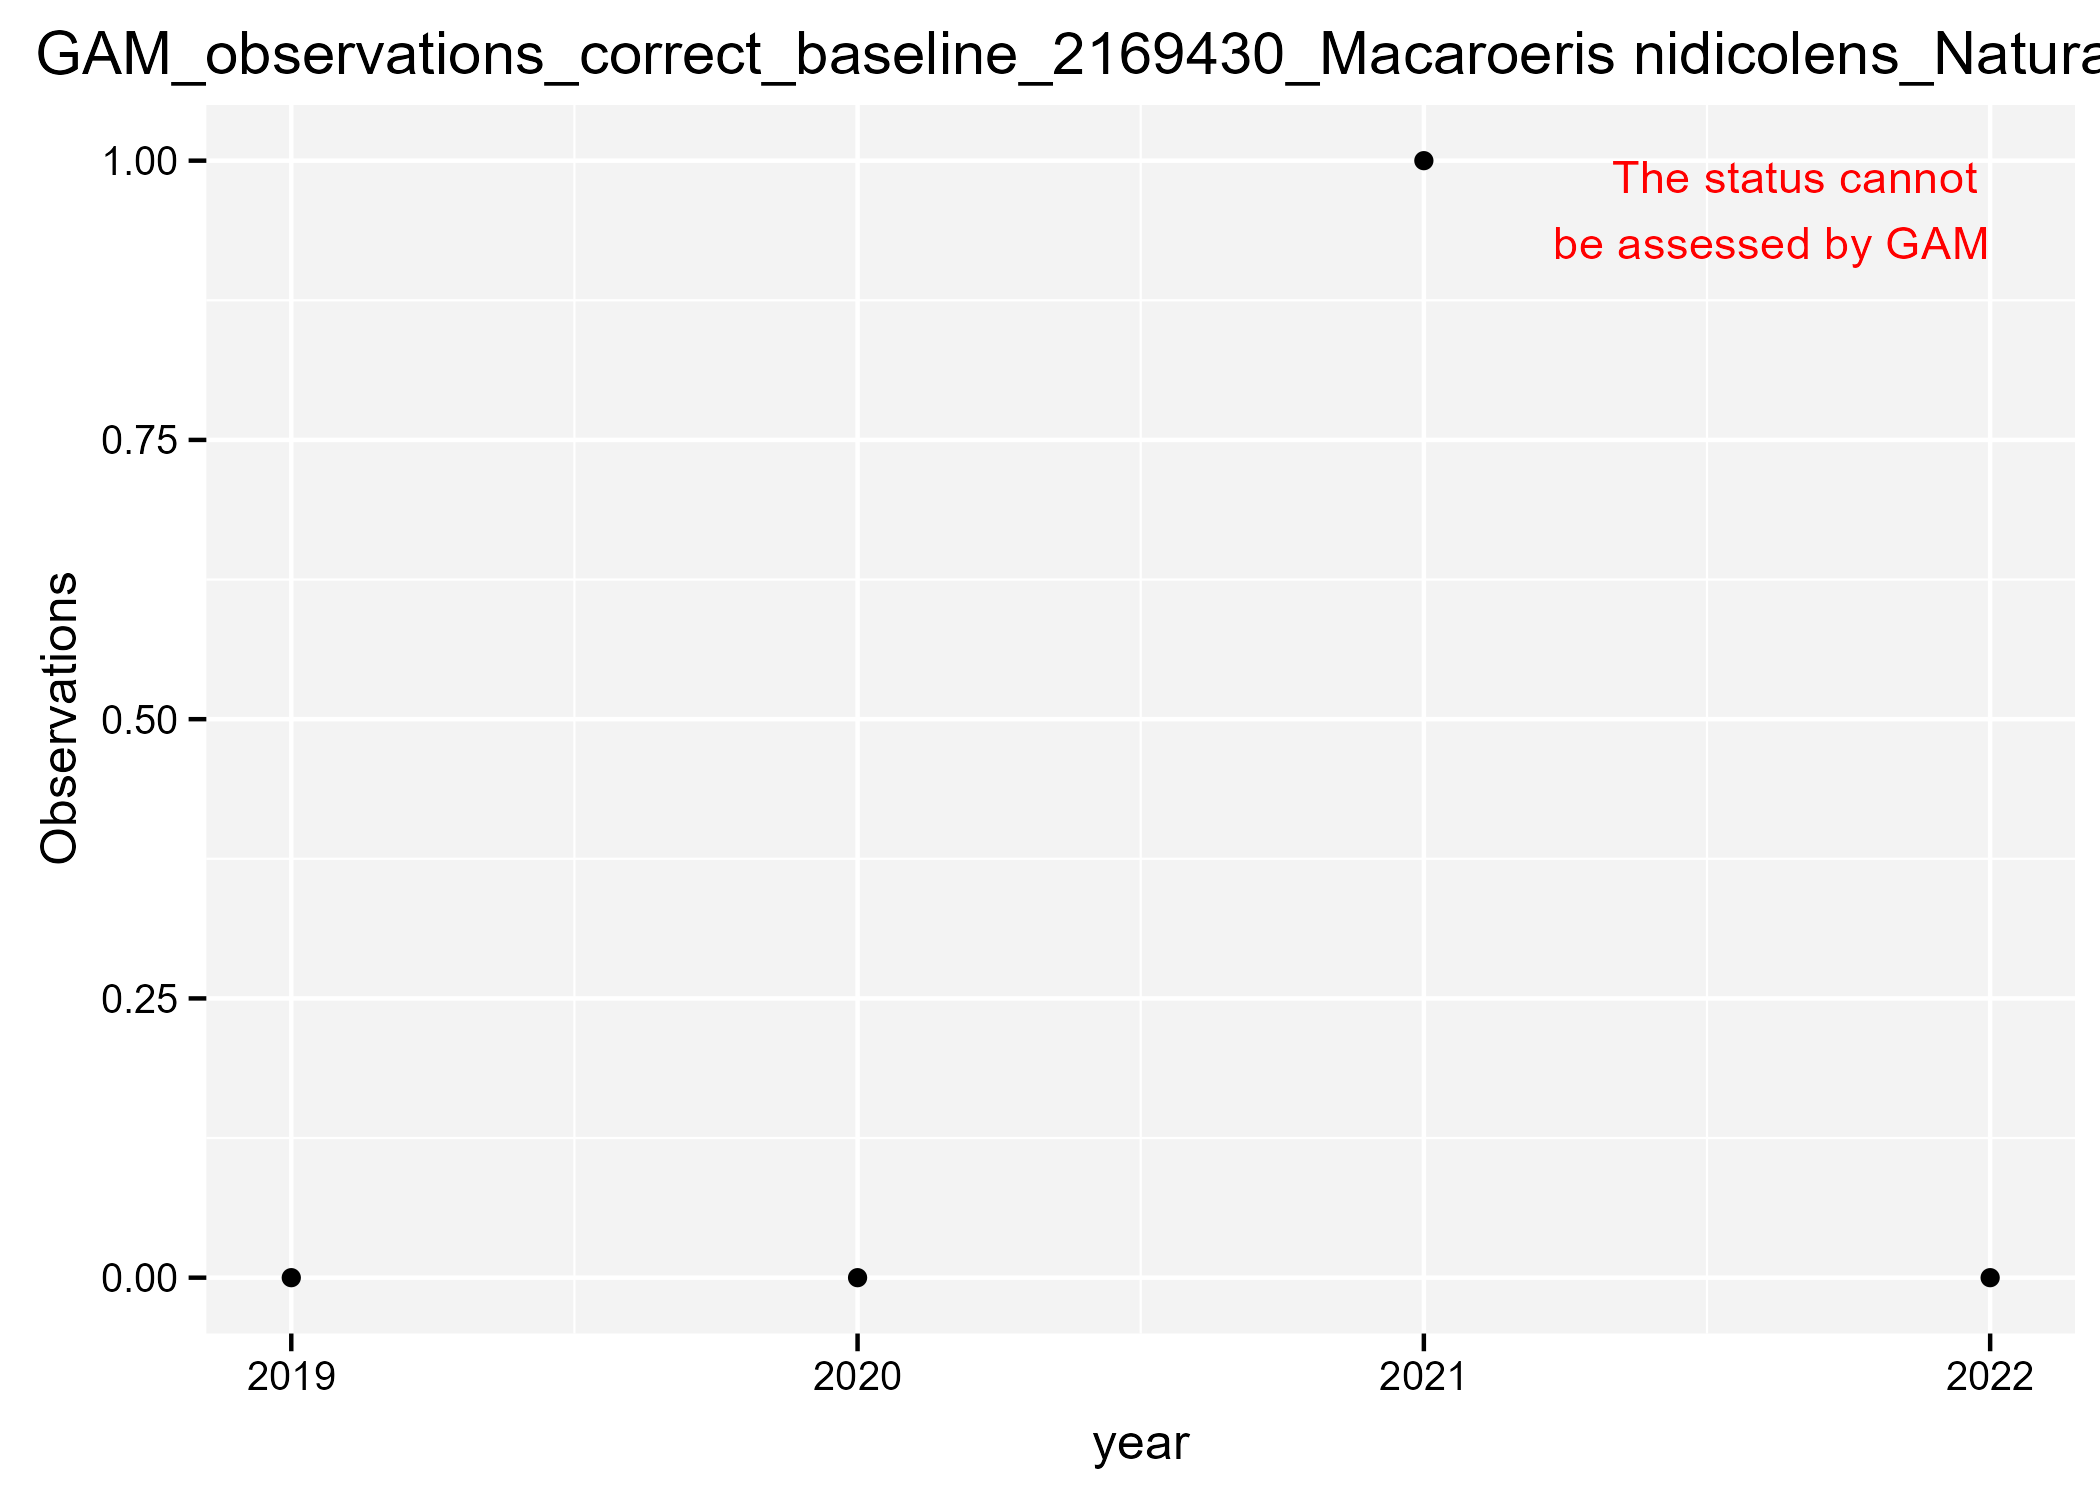 GAM_observations_correct_baseline_2169430_Macaroeris nidicolens_Natura
1.00
The status cannot
be assessed by GAM
0.75
0.50
Observations
0.25
0.00
2019 2020 2021 2022
year